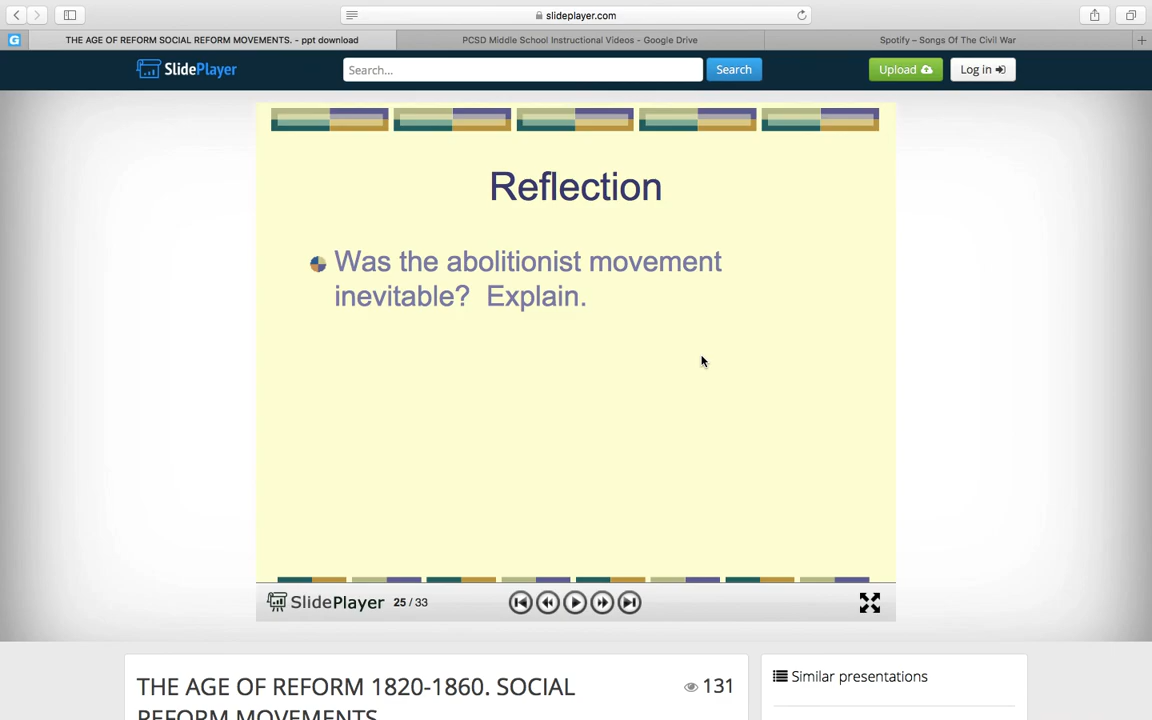 slideplayer.com
THE AGE OF REFORM SOCIAL REFORM MOVEMENTS. - ppt download
PCSD Middle School Instructional Videos - Google Drive
Spotify – Songs Of The Civil War
G
SlidePlayer
Search...
Search
Upload
Log in
Reflection
Was the abolitionist movement
inevitable? Explain.
SlidePlayer 25 / 33
THE AGE OF REFORM 1820-1860. SOCIAL
REFORM MOVEMENTS
131
Similar presentations